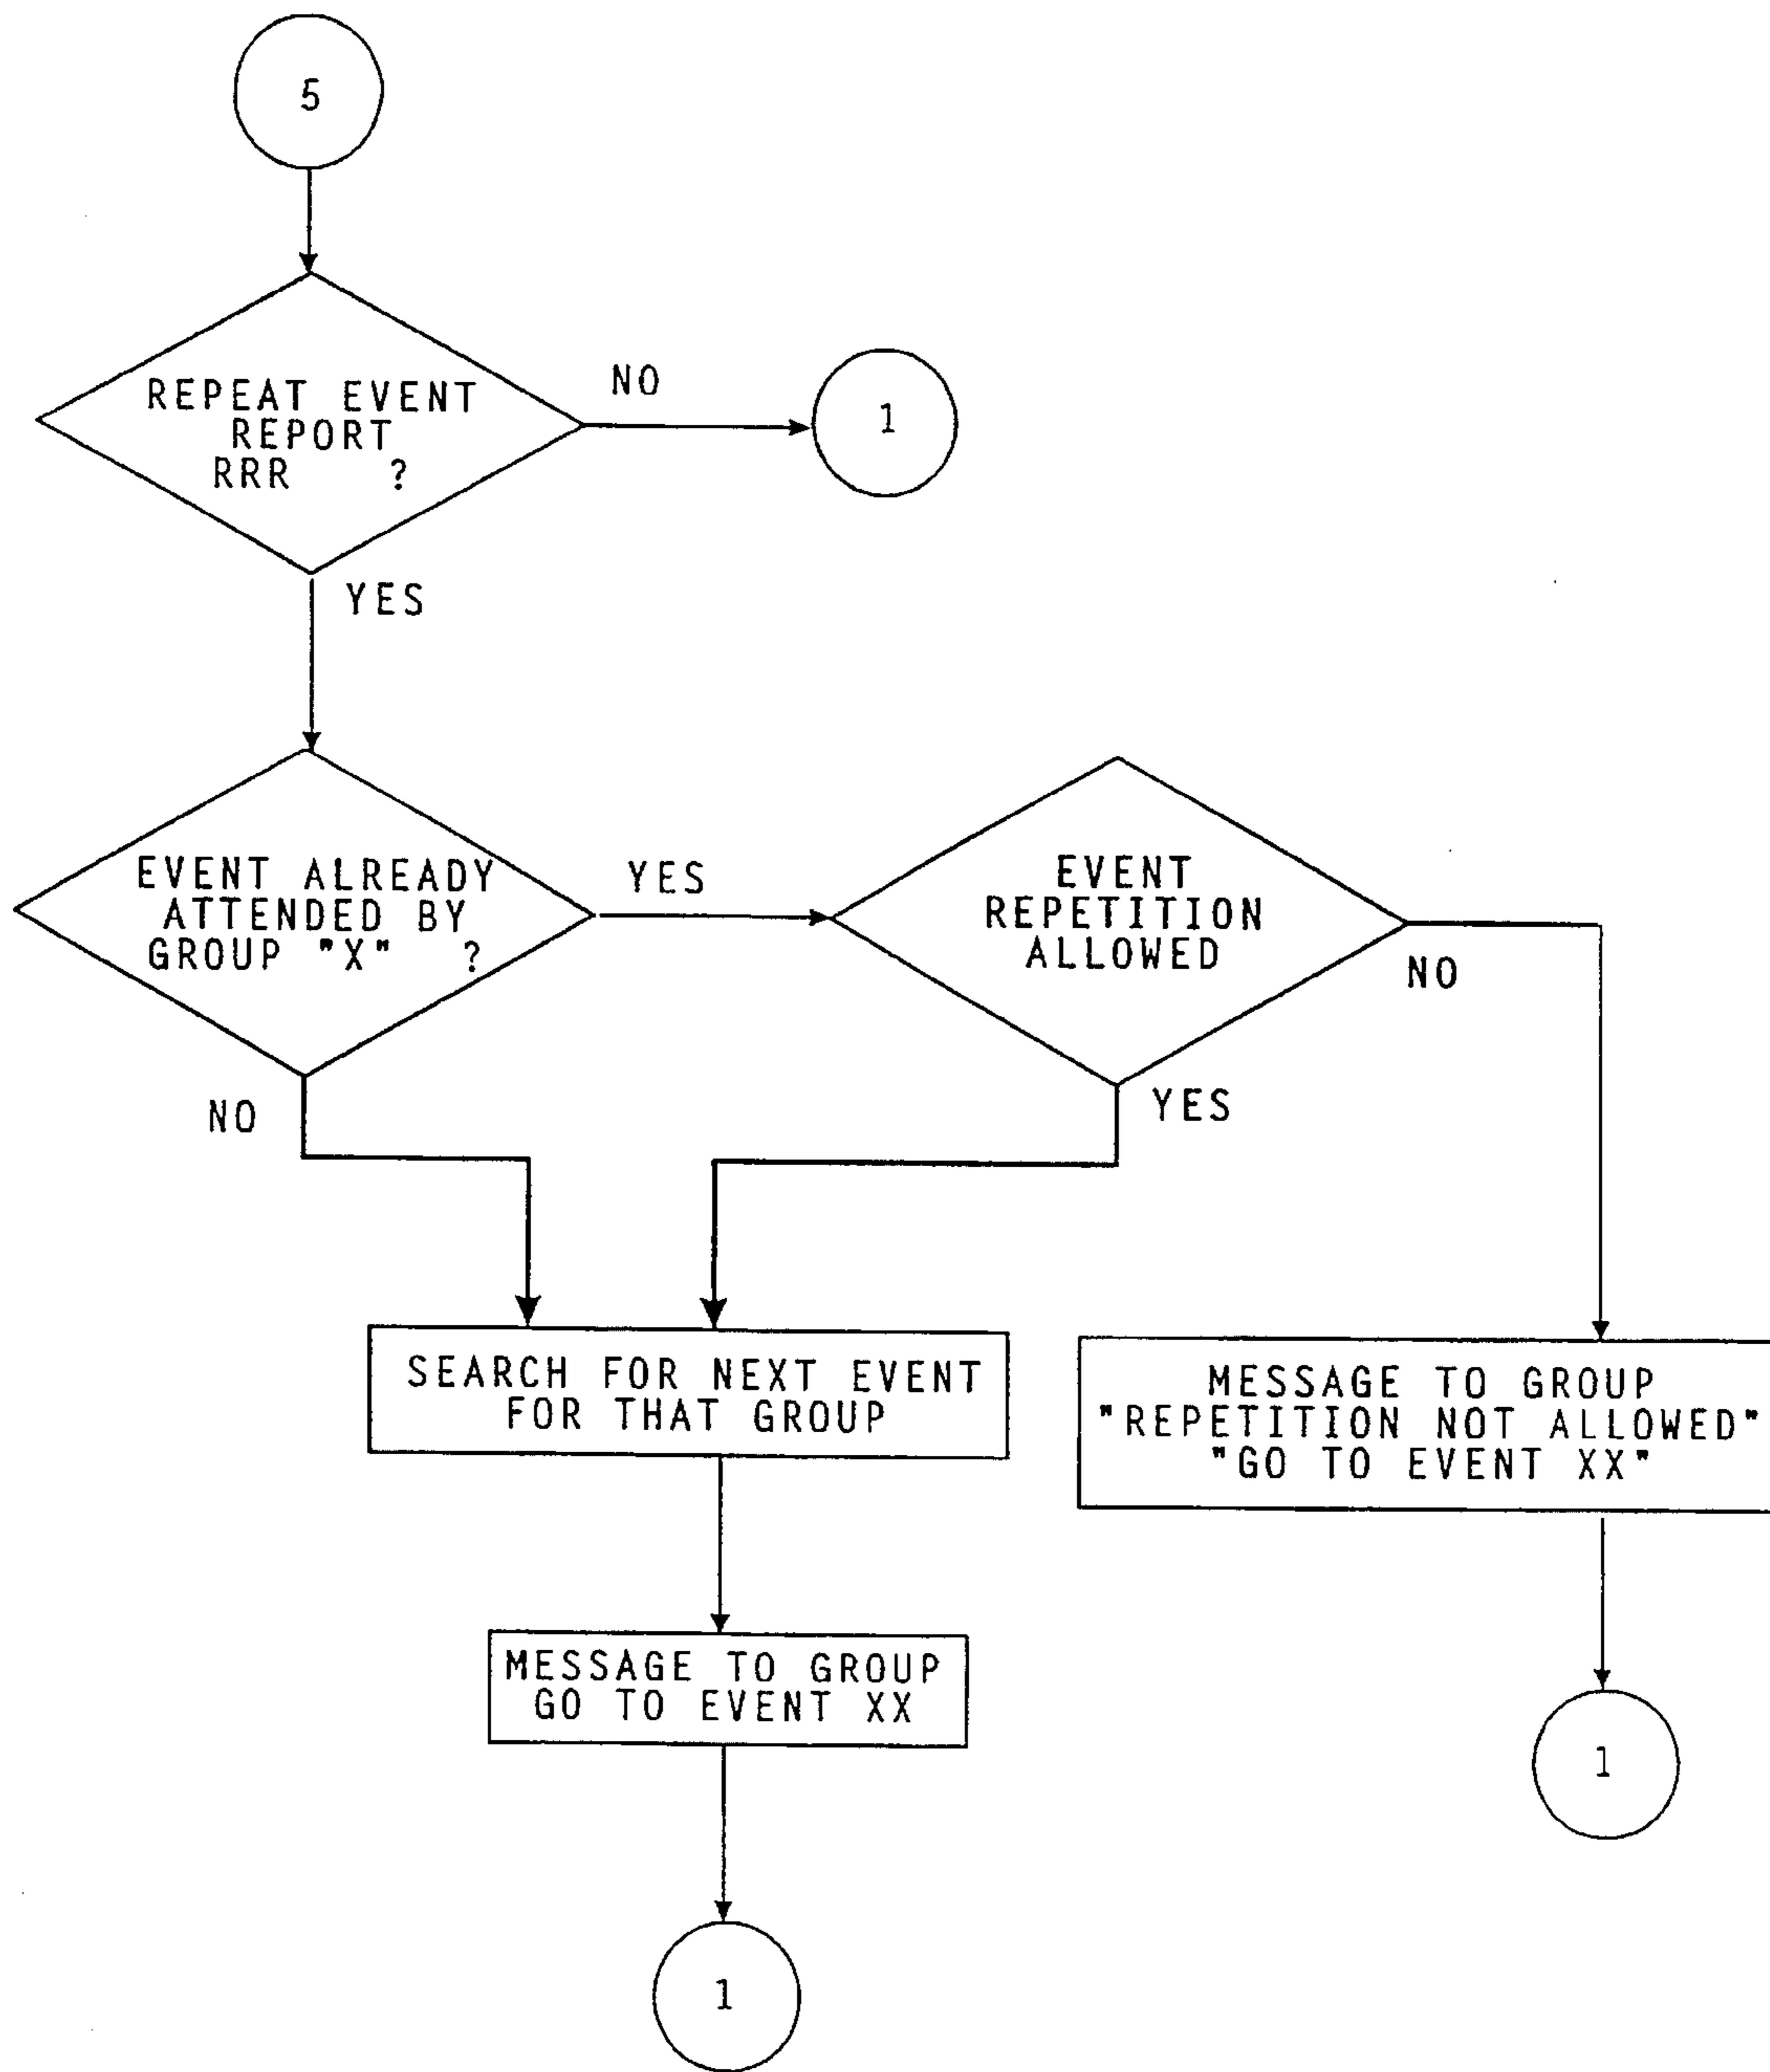 5
REPEAT EVENT
REPORT
RRR ?
NO
1
YES
EVENT ALREADY
ATTENDED BY
GROUP "X" ?
YES
EVENT
REPETITION
ALLOWED
NO
NO
YES
SEARCH FOR NEXT EVENT
FOR THAT GROUP
MESSAGE TO GROUP
"REPETITION NOT ALLOWED"
"GO TO EVENT XX"
MESSAGE TO GROUP
GO TO EVENT XX
1
1